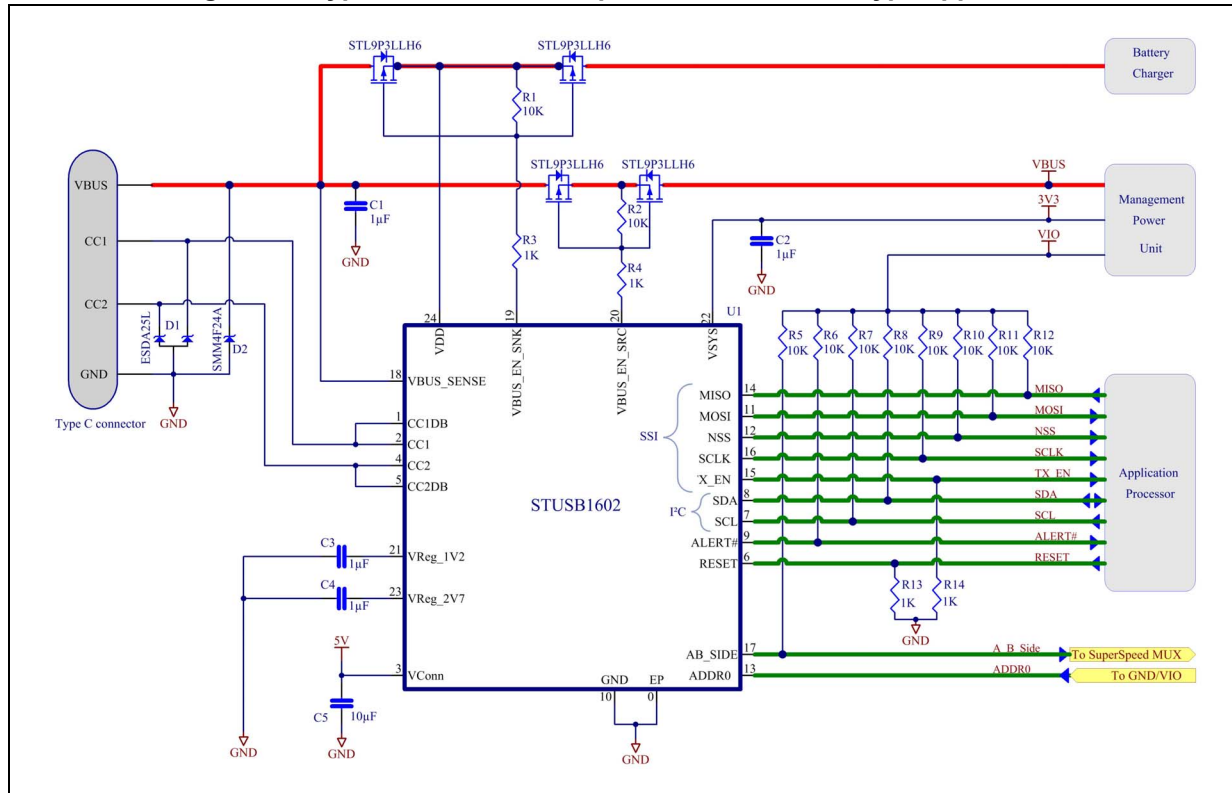 STL9P3LLH6
STL9P3LLH6
Battery
Charger
R1
10K
STL9P3LLH6
STL9P3LLH6
VBUS
VBUS
C1
1µF
GND
R2
10K
3V3
Management
Power
Unit
CC1
R3
1K
C2
1µF
GND
VIO
R4
1K
CC2
ESDA25L
D1
SMM4F24A
D2
GND
GND
Type C connector
U1
24
VDD
19
VBUS_EN_SNK
20
VBUS_EN_SRC
22
VSYS
R5
10K
R6
10K
R7
10K
R8
10K
R9
10K
R10
10K
R11
10K
R12
10K
18
VBUS_SENSE
1
CC1DB
2
CC1
4
CC2
5
CC2DB
STUSB1602
SSI
I²C
MISO
14
MISO
MOSI
11
MOSI
NSS
12
NSS
SCLK
16
SCLK
'X_EN
15
TX_EN
SDA
8
SDA
SCL
7
SCL
ALERT#
9
ALERT#
RESET
6
RESET
Application
Processor
C3
1µF
21
VReg_1V2
C4
1µF
23
VReg_2V7
R13
1K
R14
1K
GND
5V
3
VConn
C5
10µF
GND
GND
AB_SIDE
17
A_B_Side
To SuperSpeed MUX
ADDR0
13
ADDR0
To GND/VIO
GND
10
EP
0
GND